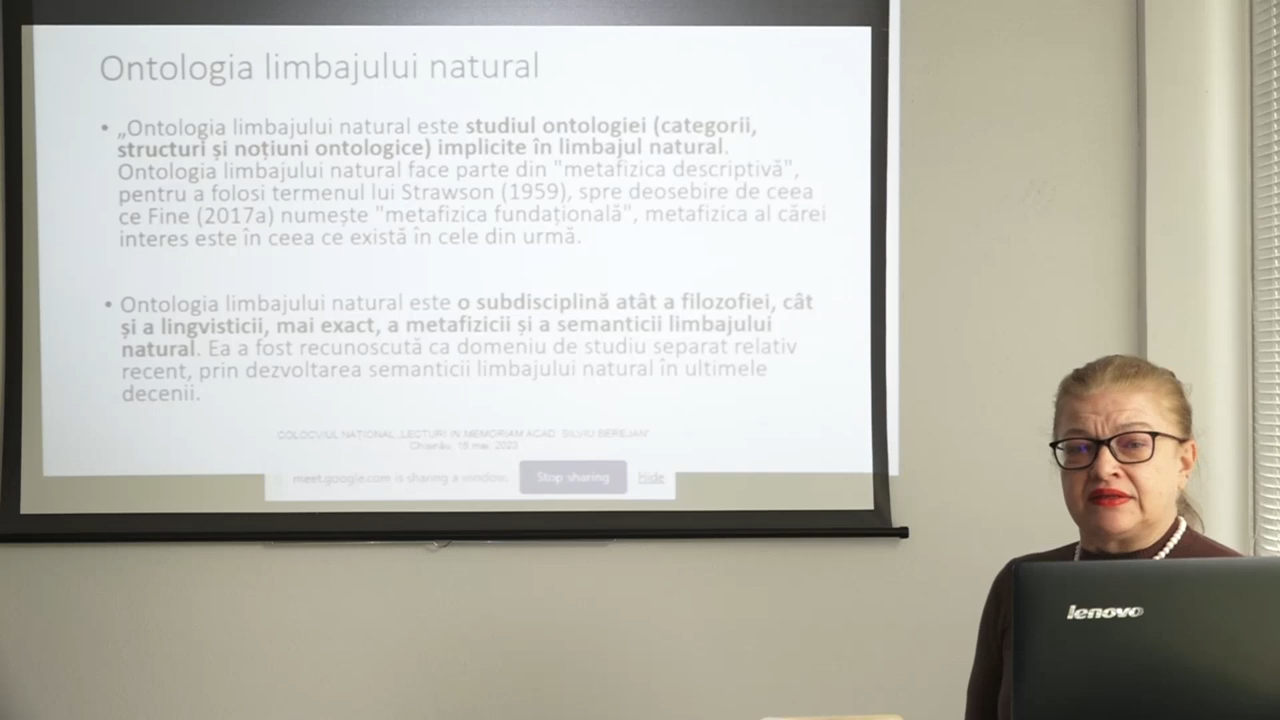 Ontologia limbajului natural
• „Ontologia limbajului natural este studiul ontologiei (categorii,
structuri și noțiuni ontologice) implicite în limbajul natural.
Ontologia limbajului natural face parte din "metafizica descriptivă",
pentru a folosi termenul lui Strawson (1959), spre deosebire de ceea
ce Fine (2017a) numește "metafizica fundațională", metafizica al cărei
interes este în ceea ce există în cele din urmă.
• Ontologia limbajului natural este o subdisciplină atât a filozofiei, cât
și a lingvisticii, mai exact, a metafizicii și a semanticii limbajului
natural. Ea a fost recunoscută ca domeniu de studiu separat relativ
recent, prin dezvoltarea semanticii limbajului natural în ultimele
decenii.
COLOCVIUL NAȚIONAL „LECTURI IN MEMORIAM ACAD. SILVIU BEREJAN”
Chișinău, 15 mai, 2023
meet.google.com is sharing a window. Stop sharing Hide
lenovo